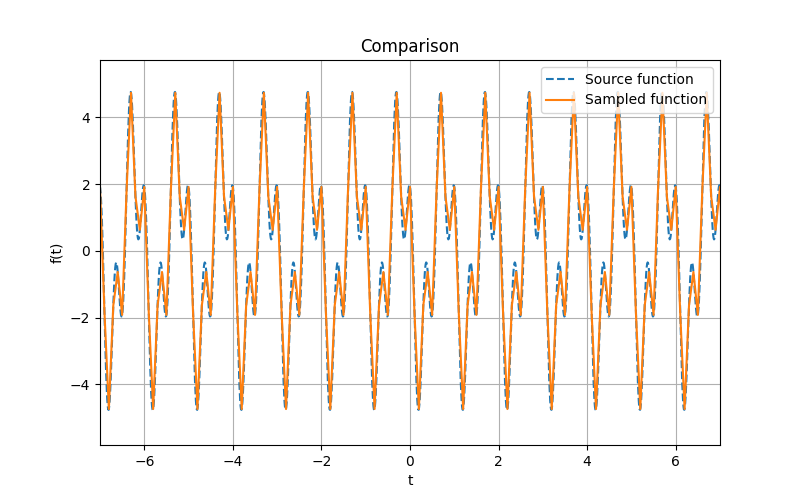 Comparison
Source function
Sampled function
f(t)
4
2
0
−2
−4
−6
−4
−2
0
2
4
6
t